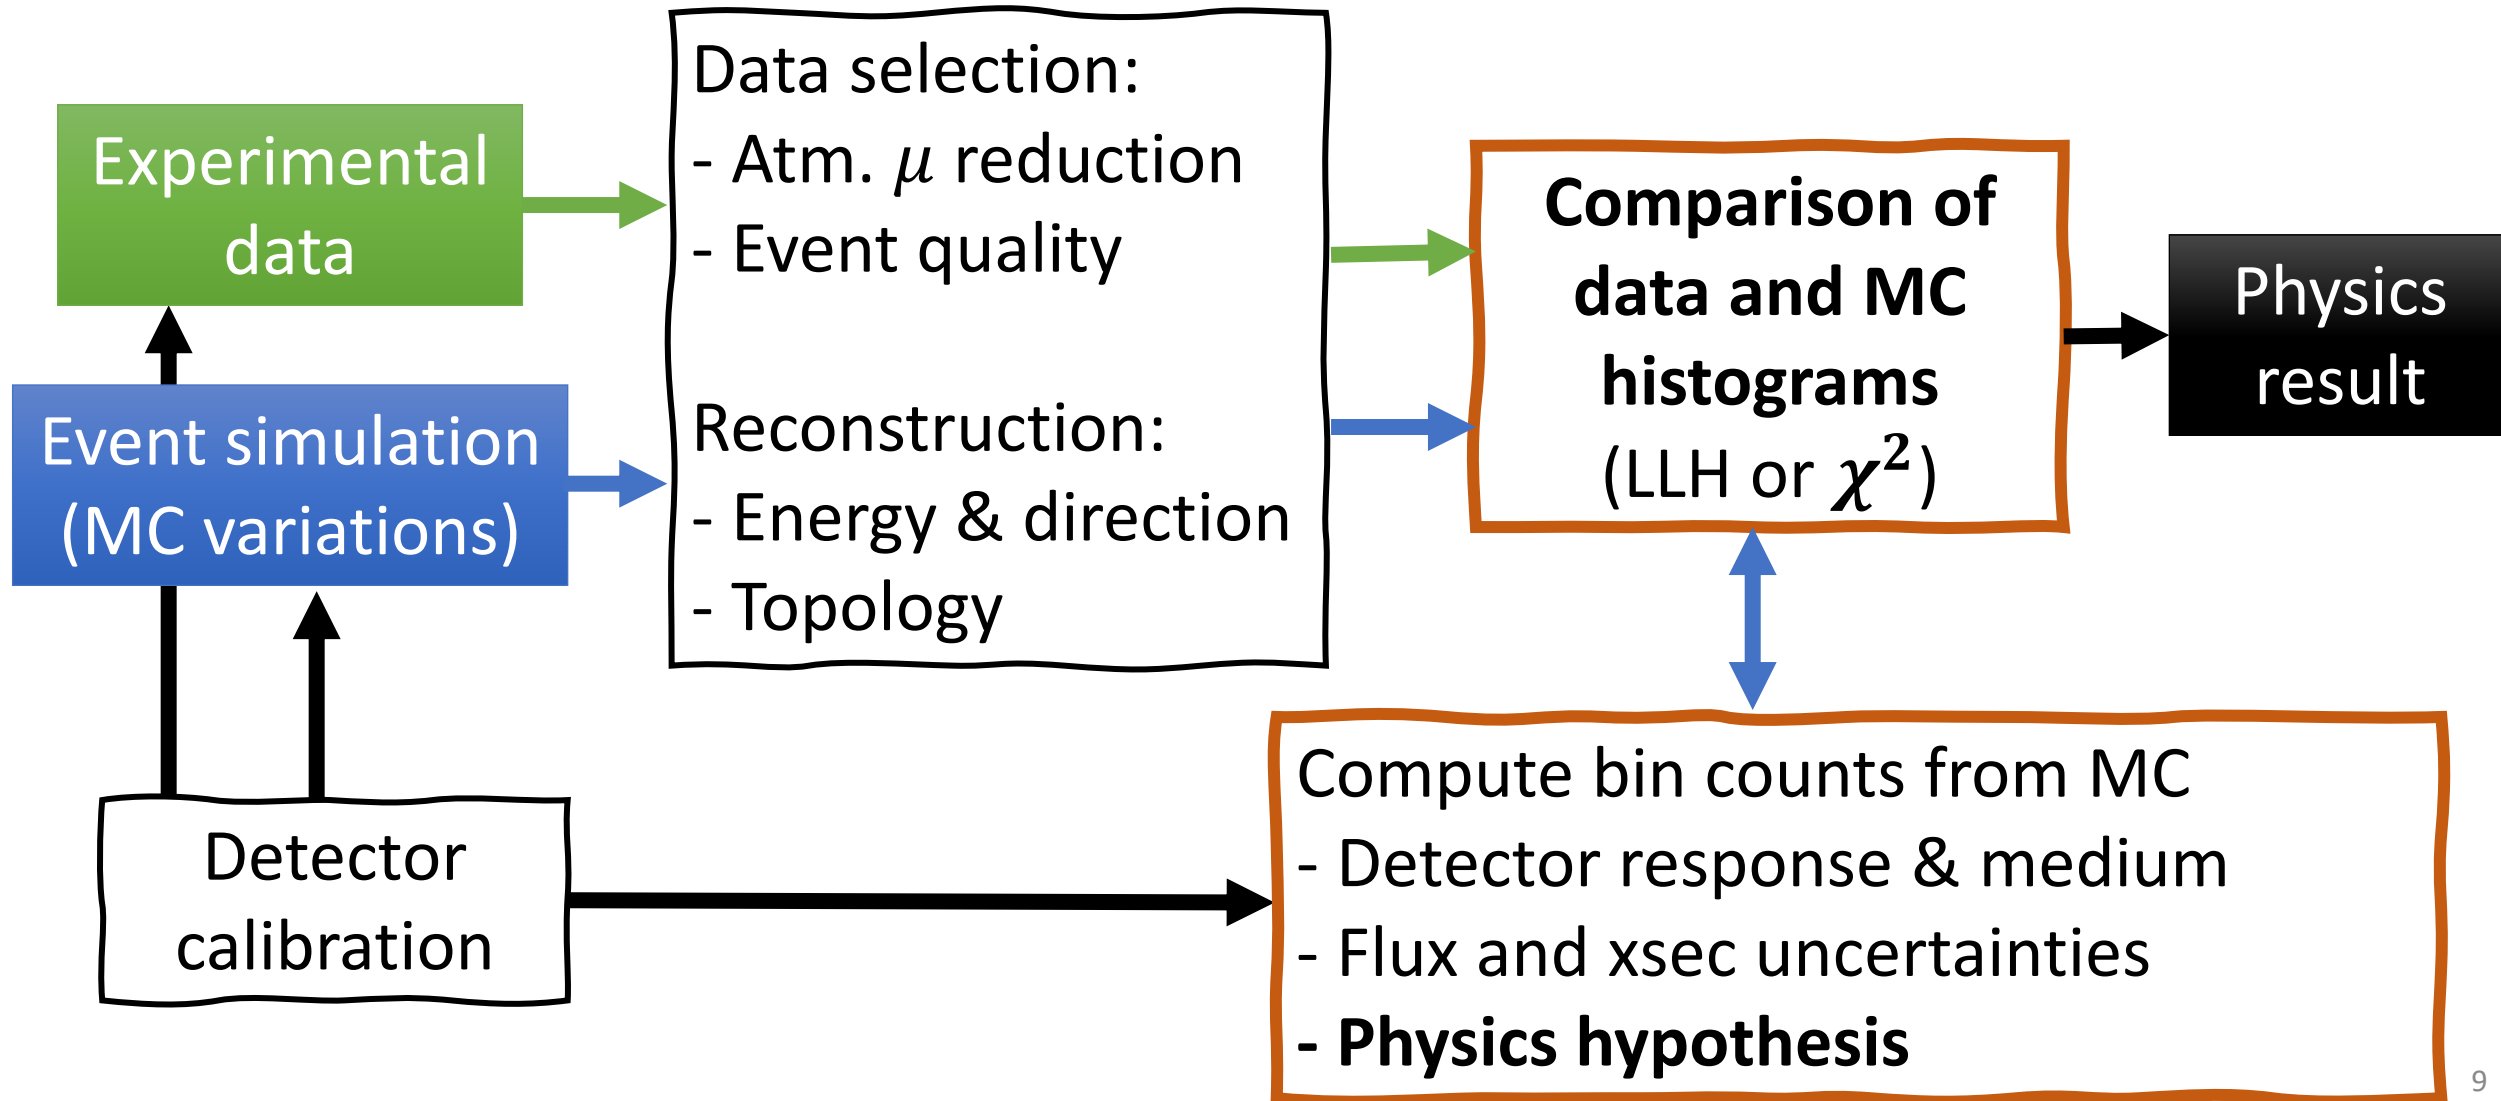 Experimental
data
Event simulation
(MC variations)
Detector
calibration
Data selection:
- Atm. μ reduction
- Event quality
Reconstruction:
- Energy & direction
- Topology
Comparison of
data and MC
histograms
(LLH or χ²)
Physics
result
Compute bin counts from MC
- Detector response & medium
- Flux and xsec uncertainties
- Physics hypothesis
9